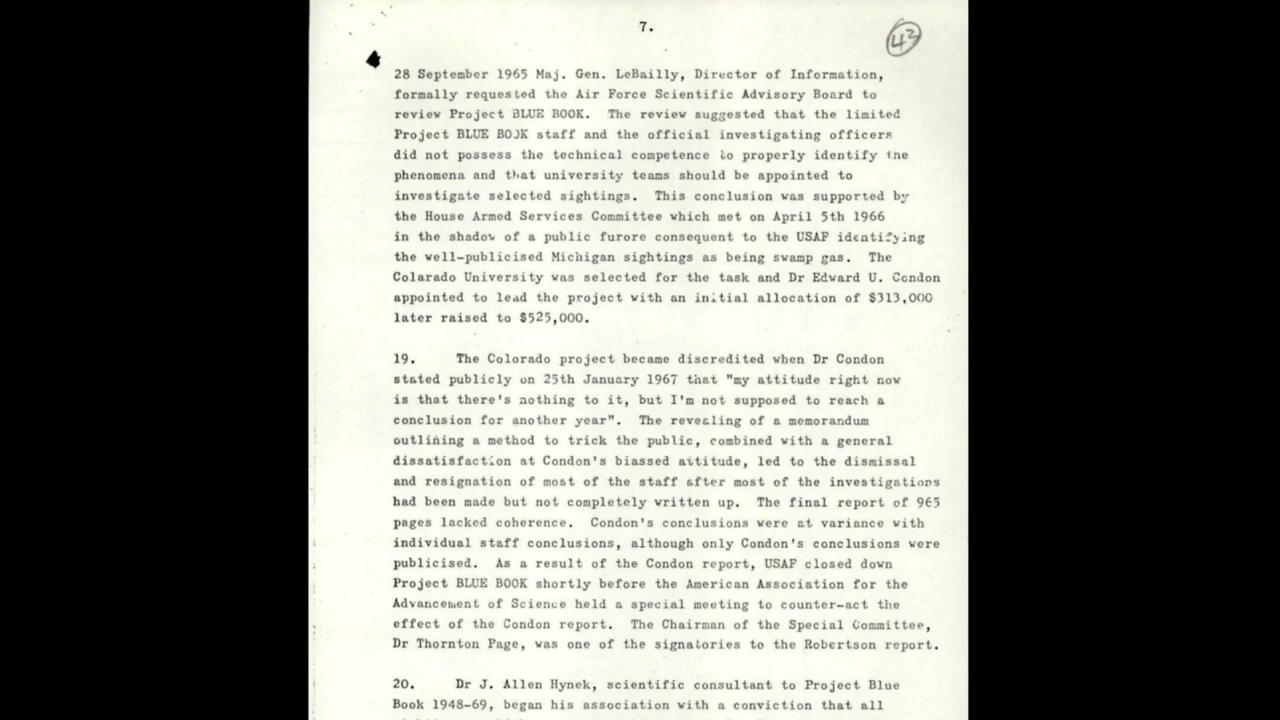 7.
42
28 September 1965 Maj. Gen. LeBailly, Director of Information,
formally requested the Air Force Scientific Advisory Board to
review Project BLUE BOOK. The review suggested that the limited
Project BLUE BOOK staff and the official investigating officers
did not possess the technical competence to properly identify the
phenomena and that university teams should be appointed to
investigate selected sightings. This conclusion was supported by
the House Armed Services Committee which met on April 5th 1966
in the shadow of a public furore consequent to the USAF identifying
the well-publicised Michigan sightings as being swamp gas. The
Colarado University was selected for the task and Dr Edward U. Condon
appointed to lead the project with an initial allocation of $313,000
later raised to $525,000.
19. The Colorado project became discredited when Dr Condon
stated publicly on 25th January 1967 that "my attitude right now
is that there's nothing to it, but I'm not supposed to reach a
conclusion for another year". The revealing of a memorandum
outlining a method to trick the public, combined with a general
dissatisfaction at Condon's biassed attitude, led to the dismissal
and resignation of most of the staff after most of the investigations
had been made but not completely written up. The final report of 965
pages lacked coherence. Condon's conclusions were at variance with
individual staff conclusions, although only Condon's conclusions were
publicised. As a result of the Condon report, USAF closed down
Project BLUE BOOK shortly before the American Association for the
Advancement of Science held a special meeting to counter-act the
effect of the Condon report. The Chairman of the Special Committee,
Dr Thornton Page, was one of the signatories to the Robertson report.
20. Dr J. Allen Hynek, scientific consultant to Project Blue
Book 1948-69, began his association with a conviction that all